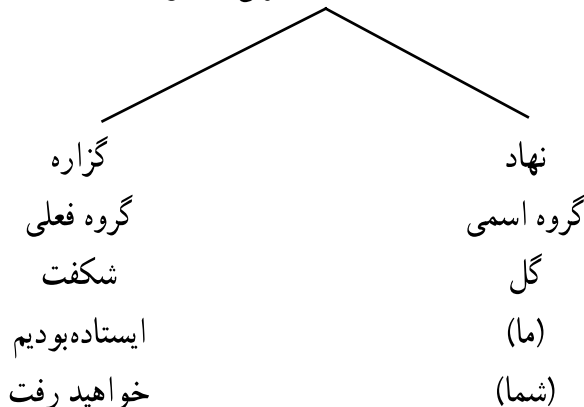 نهاد گزاره
گروه اسمی گروه فعلی
گل شکفت
(ما) ایستاده‌بودیم
(شما) خواهید رفت